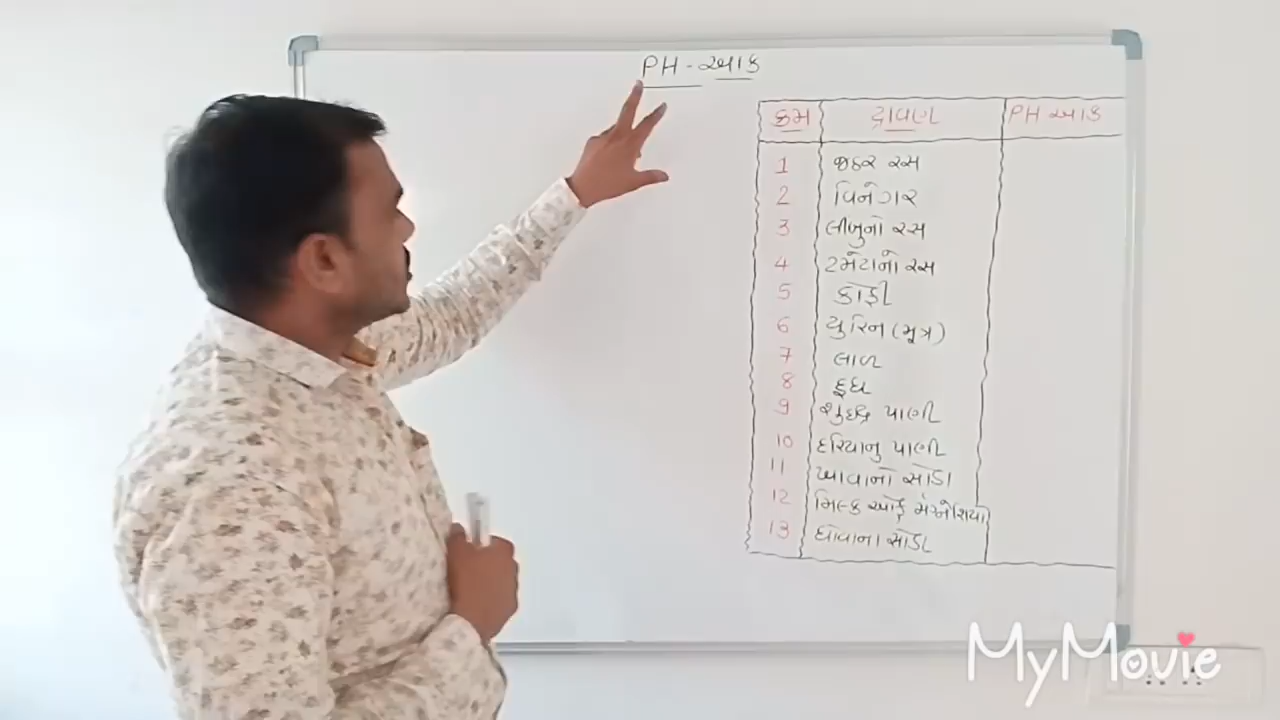 PH - આંક
ક્રમ દ્રાવણ PH આંક
1 જઠર રસ
2 વિનેગર
3 લીંબુનો રસ
4 ટમેટાનો રસ
5 કોફી
6 યુરિન (મૂત્ર)
7 લાળ
8 દૂધ
9 શુદ્ધ પાણી
10 દરિયાનુ પાણી
11 ખાવાનો સોડા
12 મિલ્ક ઓફ મેગ્નેશિયા
13 ધોવાના સોડા
MyMovie